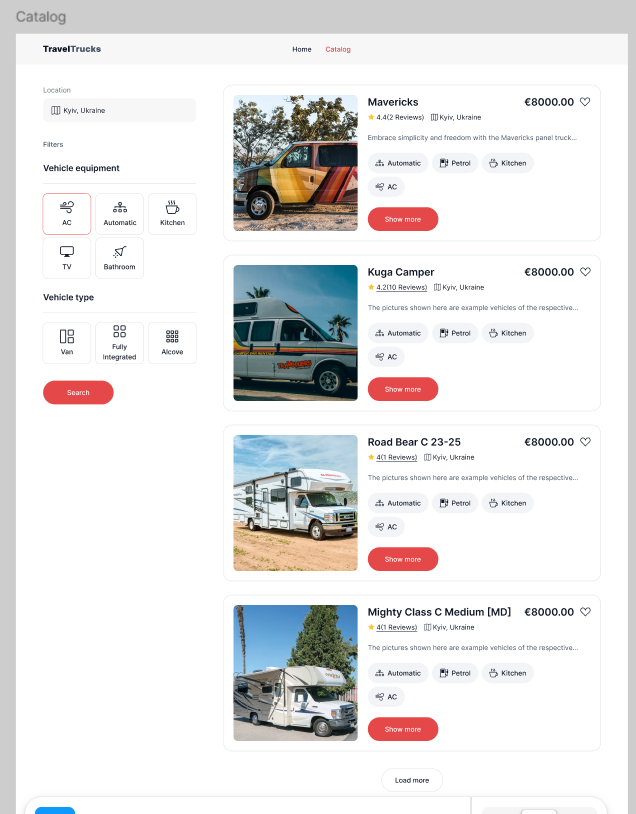 Catalog
TravelTrucks
Home
Catalog
Location
Kyiv, Ukraine
Filters
Vehicle equipment
AC
Automatic
Kitchen
TV
Bathroom
Vehicle type
Van
Fully
Integrated
Alcove
Search
Mavericks
€8000.00
4.4(2 Reviews)
Kyiv, Ukraine
Embrace simplicity and freedom with the Mavericks panel truck...
Automatic
Petrol
Kitchen
AC
Show more
Kuga Camper
€8000.00
4.2(10 Reviews)
Kyiv, Ukraine
The pictures shown here are example vehicles of the respective...
Automatic
Petrol
Kitchen
AC
Show more
Road Bear C 23-25
€8000.00
4(1 Reviews)
Kyiv, Ukraine
The pictures shown here are example vehicles of the respective...
Automatic
Petrol
Kitchen
AC
Show more
Mighty Class C Medium [MD]
€8000.00
4(1 Reviews)
Kyiv, Ukraine
The pictures shown here are example vehicles of the respective...
Automatic
Petrol
Kitchen
AC
Show more
Load more